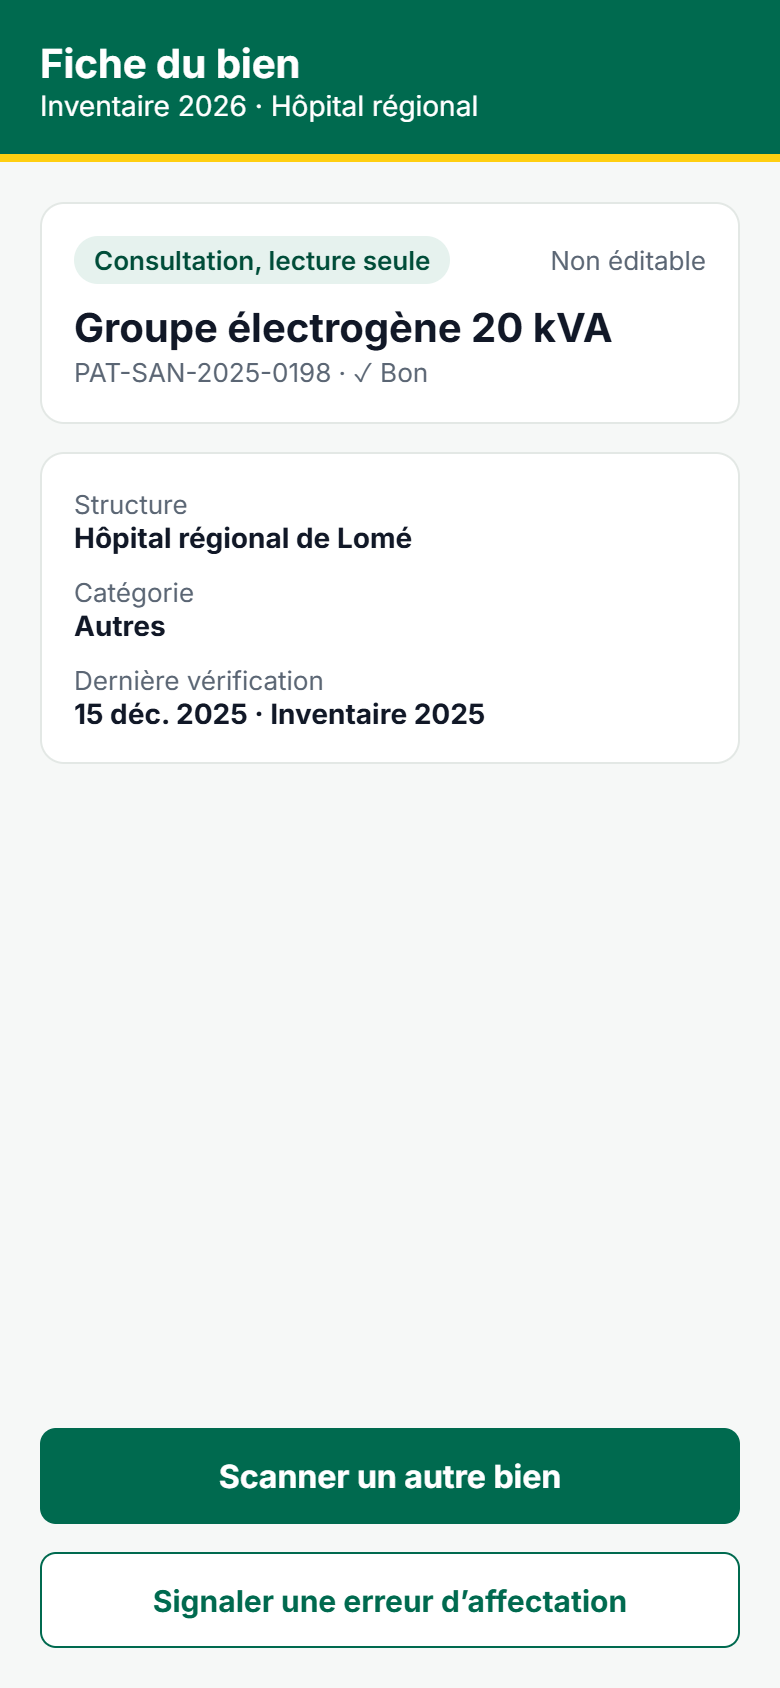 Fiche du bien
Inventaire 2026 · Hôpital régional
Consultation, lecture seule
Non éditable
Groupe électrogène 20 kVA
PAT-SAN-2025-0198 · ✓ Bon
Structure
Hôpital régional de Lomé
Catégorie
Autres
Dernière vérification
15 déc. 2025 · Inventaire 2025
Scanner un autre bien
Signaler une erreur d’affectation